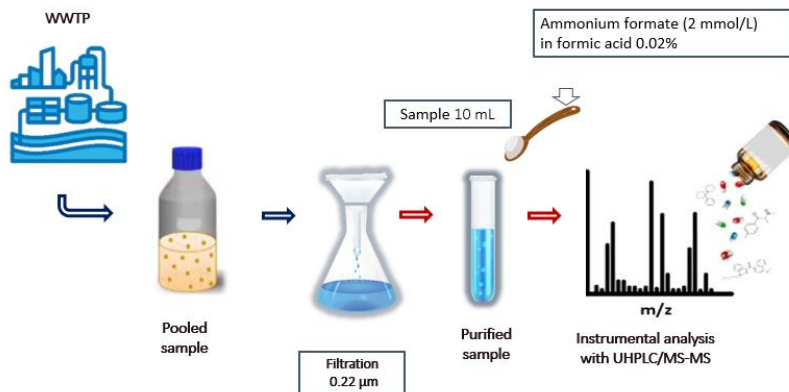 WWTP
Ammonium formate (2 mmol/L)
in formic acid 0.02%
Sample 10 mL
Pooled
sample
Filtration
0.22 µm
Purified
sample
m/z
Instrumental analysis
with UHPLC/MS-MS